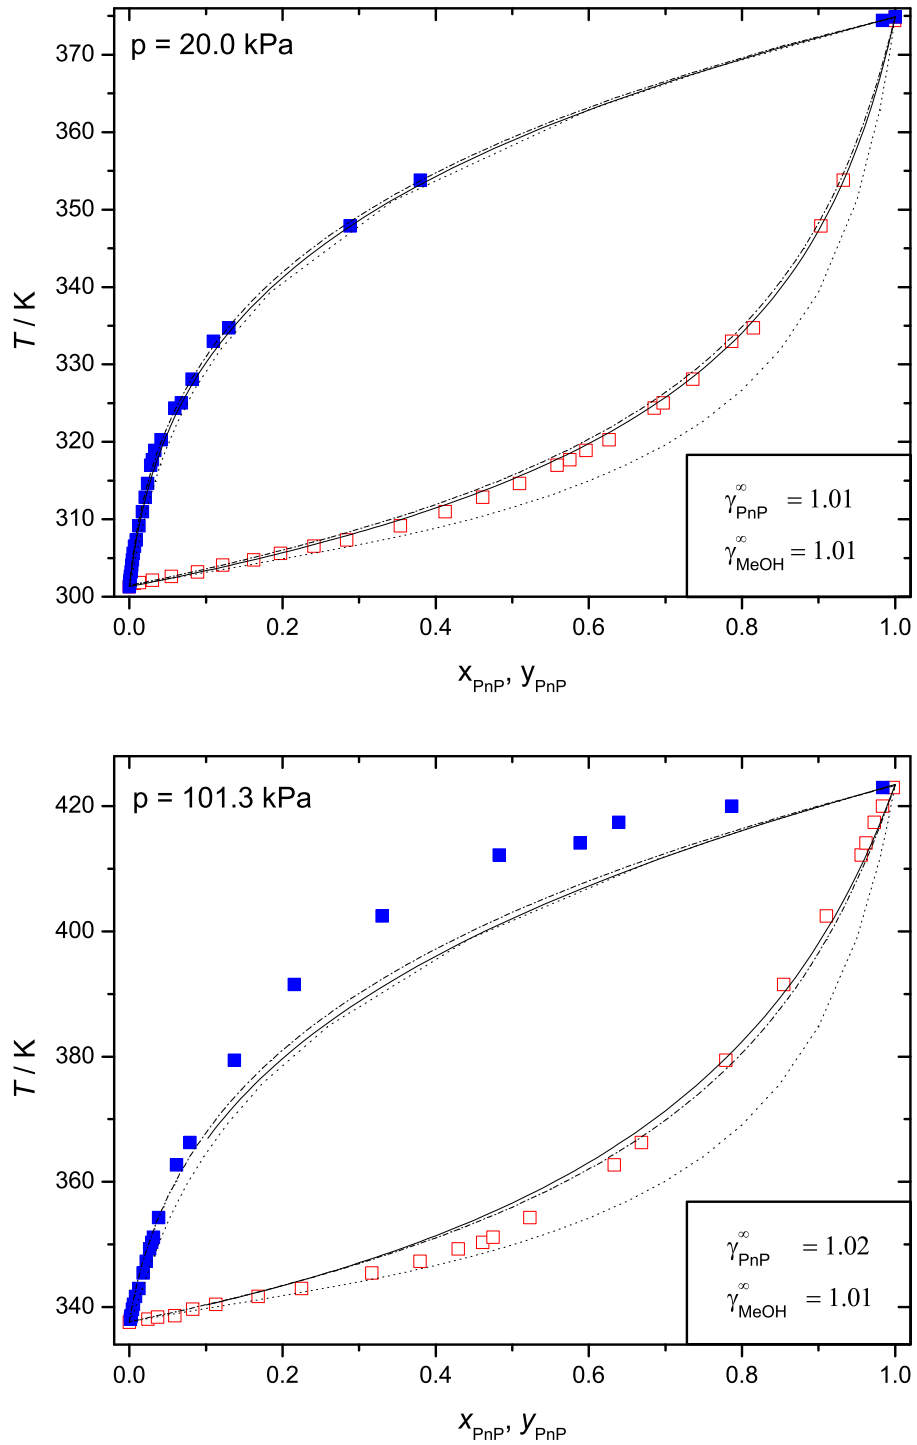 p = 20.0 kPa
370
360
350
340
330
320
310
300
T / K
γ∞PnP = 1.01
γ∞MeOH = 1.01
0.0 0.2 0.4 0.6 0.8 1.0
xPnP, yPnP
p = 101.3 kPa
420
400
380
360
340
T / K
γ∞PnP = 1.02
γ∞MeOH = 1.01
0.0 0.2 0.4 0.6 0.8 1.0
xPnP, yPnP